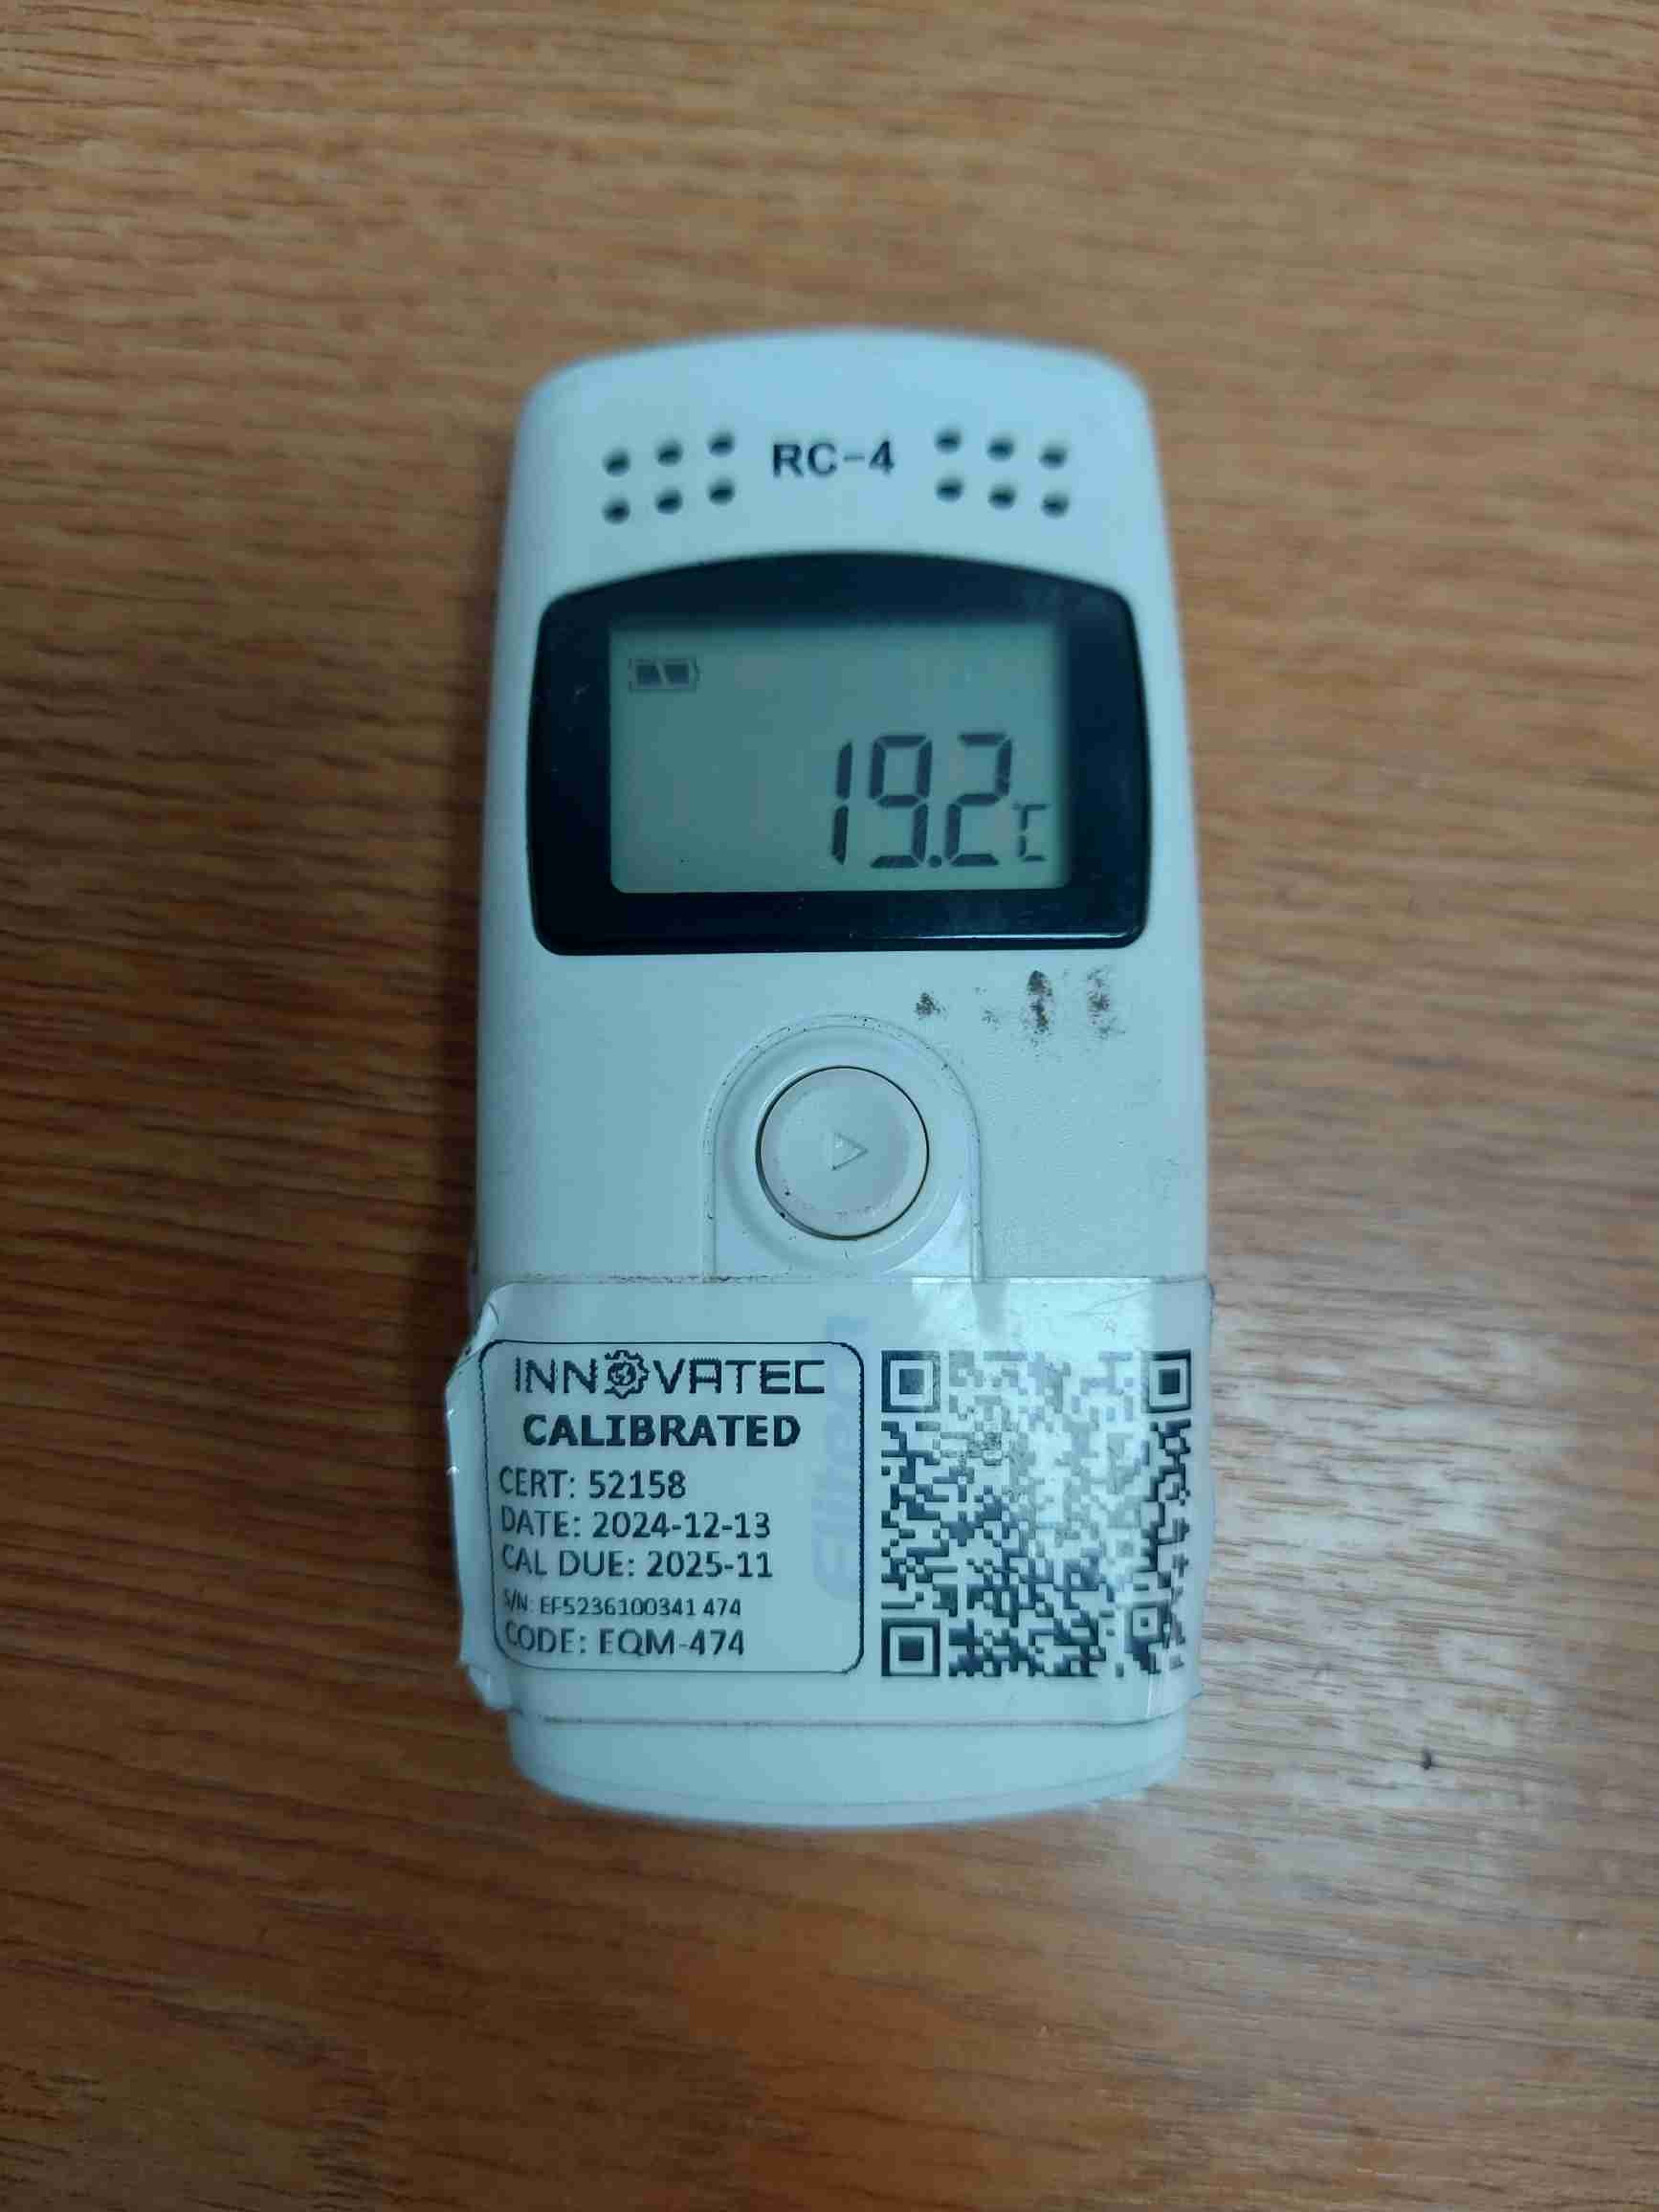 RC-4
19.2℃
INNOVATEC
CALIBRATED
CERT: 52158
DATE: 2024-12-13
CAL DUE: 2025-11
S/N: EF5236100341 474
CODE: EQM-474